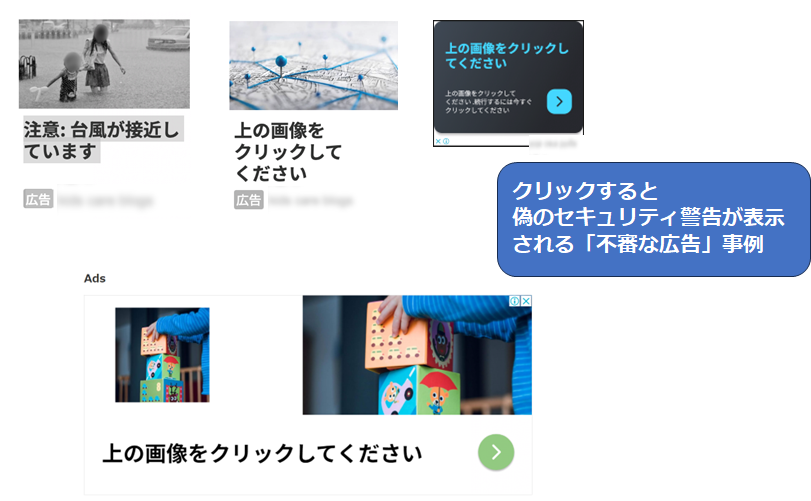 注意: 台風が接近し
ています
広告
上の画像を
クリックして
ください
広告
上の画像をクリックし
てください
上の画像をクリックして
ください.続行するには今すぐ
クリックしてください
クリックすると
偽のセキュリティ警告が表示
される「不審な広告」事例
Ads
上の画像をクリックしてください